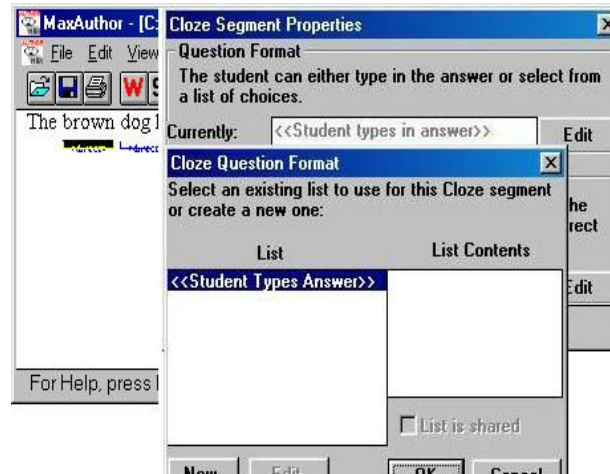 MaxAuthor - [C:
File Edit View
The brown dog
For Help, press
Cloze Segment Properties
Question Format
The student can either type in the answer or select from
a list of choices.
Currently: <<Student types in answer>> Edit
he
rect
Edit
Cloze Question Format
Select an existing list to use for this Cloze segment
or create a new one:
List List Contents
<<Student Types Answer>>
List is shared
New Edit OK Cancel